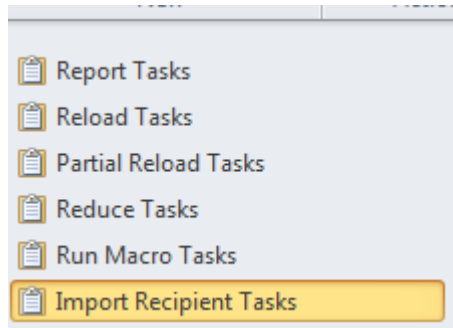 Report Tasks
Reload Tasks
Partial Reload Tasks
Reduce Tasks
Run Macro Tasks
Import Recipient Tasks